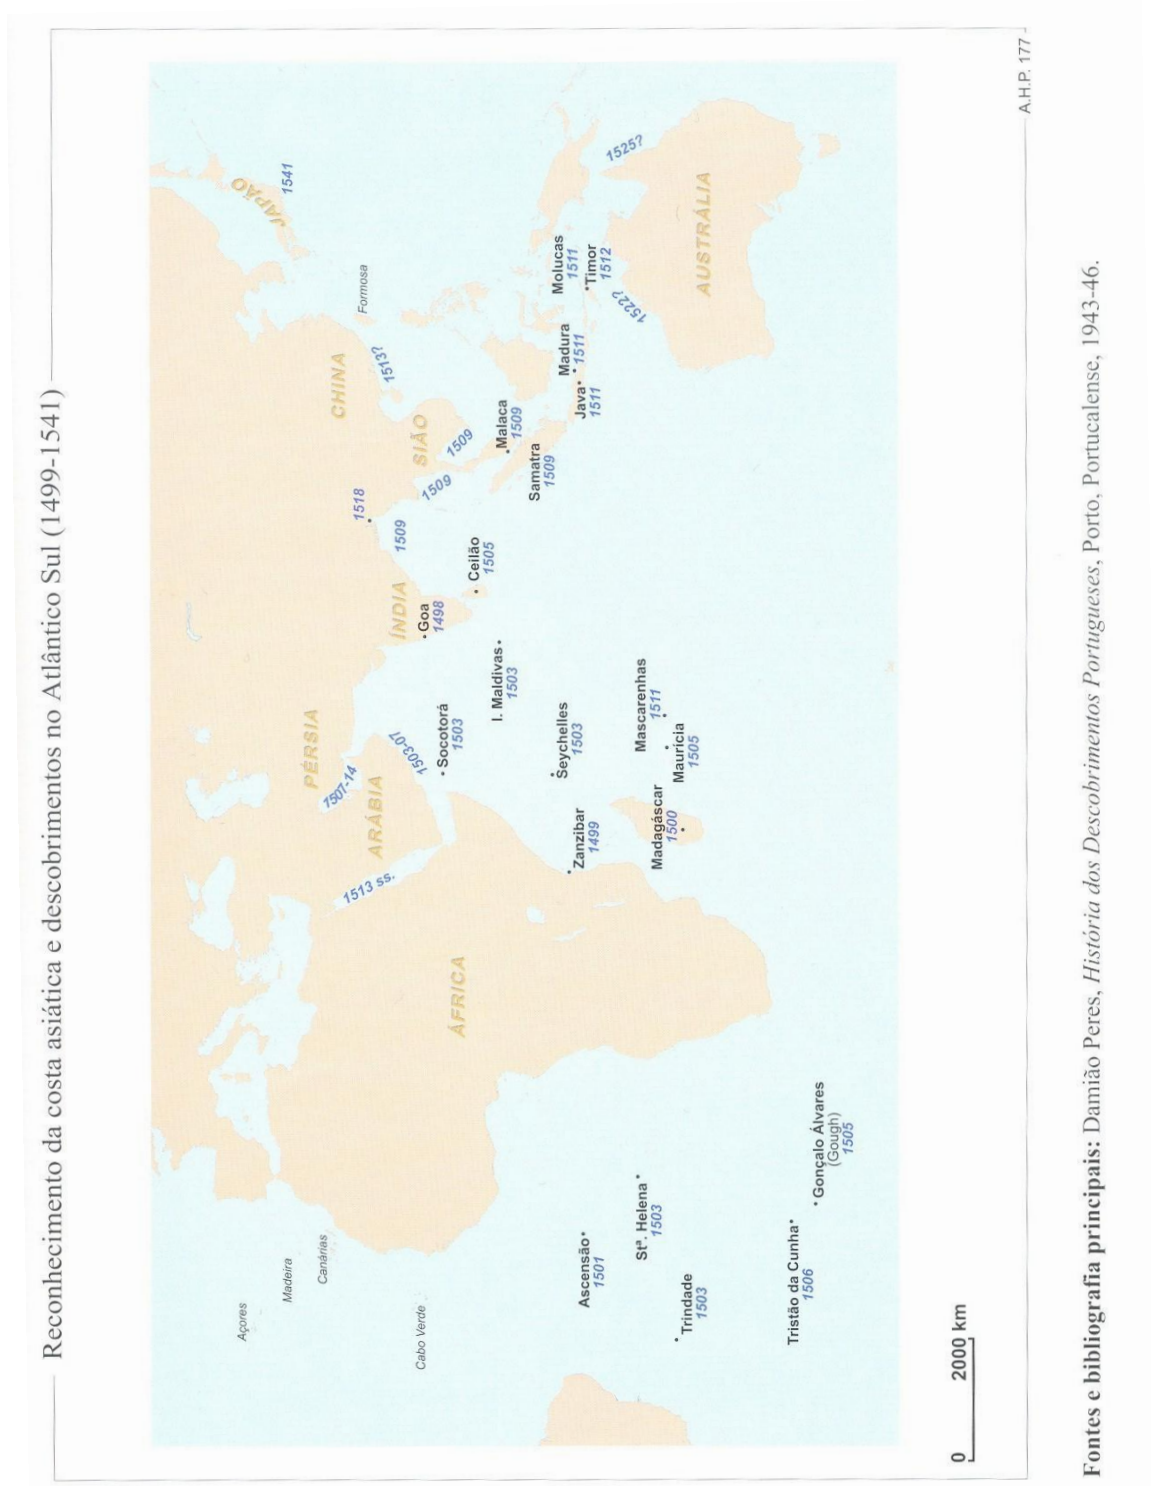 Reconhecimento da costa asiática e descobrimentos no Atlântico Sul (1499-1541)
Açores
Madeira
Canárias
Cabo Verde
Ascensão
1501
Stª. Helena
1503
Trindade
1503
Tristão da Cunha
1506
Gonçalo Álvares
(Gough)
1505
ÁFRICA
1513 ss.
ARÁBIA
PÉRSIA
1507-14
1503-07
Socotorá
1503
Zanzibar
1499
Seychelles
1503
Madagáscar
1500
Maurícia
1505
Mascarenhas
1511
I. Maldivas
1503
ÍNDIA
Goa
1498
Ceilão
1505
1509
1518
1509
SIÃO
1509
Malaca
1509
Samatra
1509
CHINA
1513?
Formosa
JAPÃO
1541
Java
1511
Madura
1511
Molucas
1511
Timor
1512
1522?
1525?
AUSTRÁLIA
0 2000 km
A.H.P. 177
Fontes e bibliografia principais: Damião Peres, História dos Descobrimentos Portugueses, Porto, Portucalense, 1943-46.